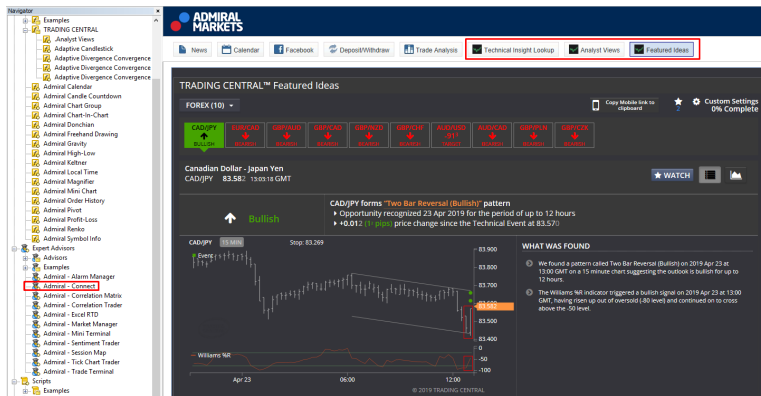 Navigator
Examples
TRADING CENTRAL
.Analyst Views
Adaptive Candlestick
Adaptive Divergence Convergence
Adaptive Divergence Convergence
Adaptive Divergence Convergence
Admiral Calendar
Admiral Candle Countdown
Admiral Chart Group
Admiral Chart-In-Chart
Admiral Donchian
Admiral Freehand Drawing
Admiral Gravity
Admiral High-Low
Admiral Keltner
Admiral Local Time
Admiral Magnifier
Admiral Mini Chart
Admiral Order History
Admiral Pivot
Admiral Profit-Loss
Admiral Renko
Admiral Symbol Info
Expert Advisors
Advisors
Examples
Admiral - Alarm Manager
Admiral - Connect
Admiral - Correlation Matrix
Admiral - Correlation Trader
Admiral - Excel RTD
Admiral - Market Manager
Admiral - Mini Terminal
Admiral - Sentiment Trader
Admiral - Session Map
Admiral - Tick Chart Trader
Admiral - Trade Terminal
Scripts
Examples
ADMIRAL
MARKETS
News
Calendar
Facebook
Deposit/Withdraw
Trade Analysis
Technical Insight Lookup
Analyst Views
Featured Ideas
TRADING CENTRAL™ Featured Ideas
FOREX (10)
Copy Mobile link to
clipboard
2
Custom Settings
0% Complete
CAD/JPY EUR/CAD GBP/AUD GBP/CAD GBP/NZD GBP/CHF AUD/USD AUD/CAD GBP/PLN GBP/CZK
BULLISH
Canadian Dollar - Japan Yen
CAD/JPY 83.582 13:03:18 GMT
WATCH
Bullish
CAD/JPY forms "Two Bar Reversal (Bullish)" pattern
Opportunity recognized 23 Apr 2019 for the period of up to 12 hours
+0.012 (1 pips) price change since the Technical Event at 83.570
CAD/JPY 15 MIN Stop: 83.269
Event
83.900
83.800
83.700
83.582
83.500
83.400
Williams %R
0
-50
-100
Apr 23 06:00 12:00
© 2019 TRADING CENTRAL
WHAT WAS FOUND
We found a pattern called Two Bar Reversal (Bullish) on 2019 Apr 23 at
13:00 GMT on a 15 minute chart suggesting the outlook is bullish for up to
12 hours.
The Williams %R indicator triggered a bullish signal on 2019 Apr 23 at 13:00
GMT, having risen up out of oversold (-80 level) and continued on to cross
above the -50 level.